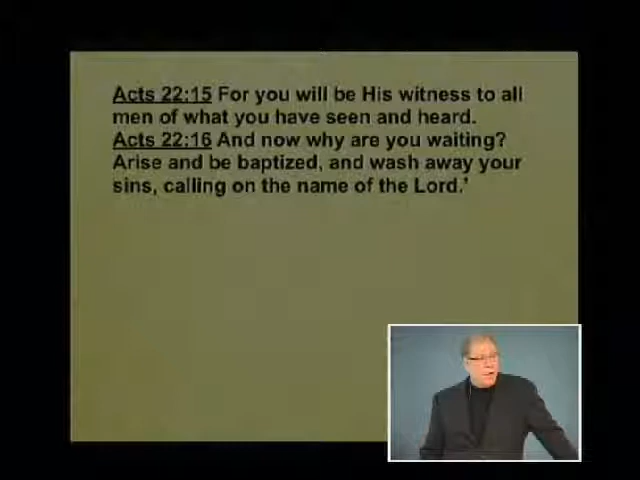 Acts 22:15 For you will be His witness to all
men of what you have seen and heard.
Acts 22:16 And now why are you waiting?
Arise and be baptized, and wash away your
sins, calling on the name of the Lord.'